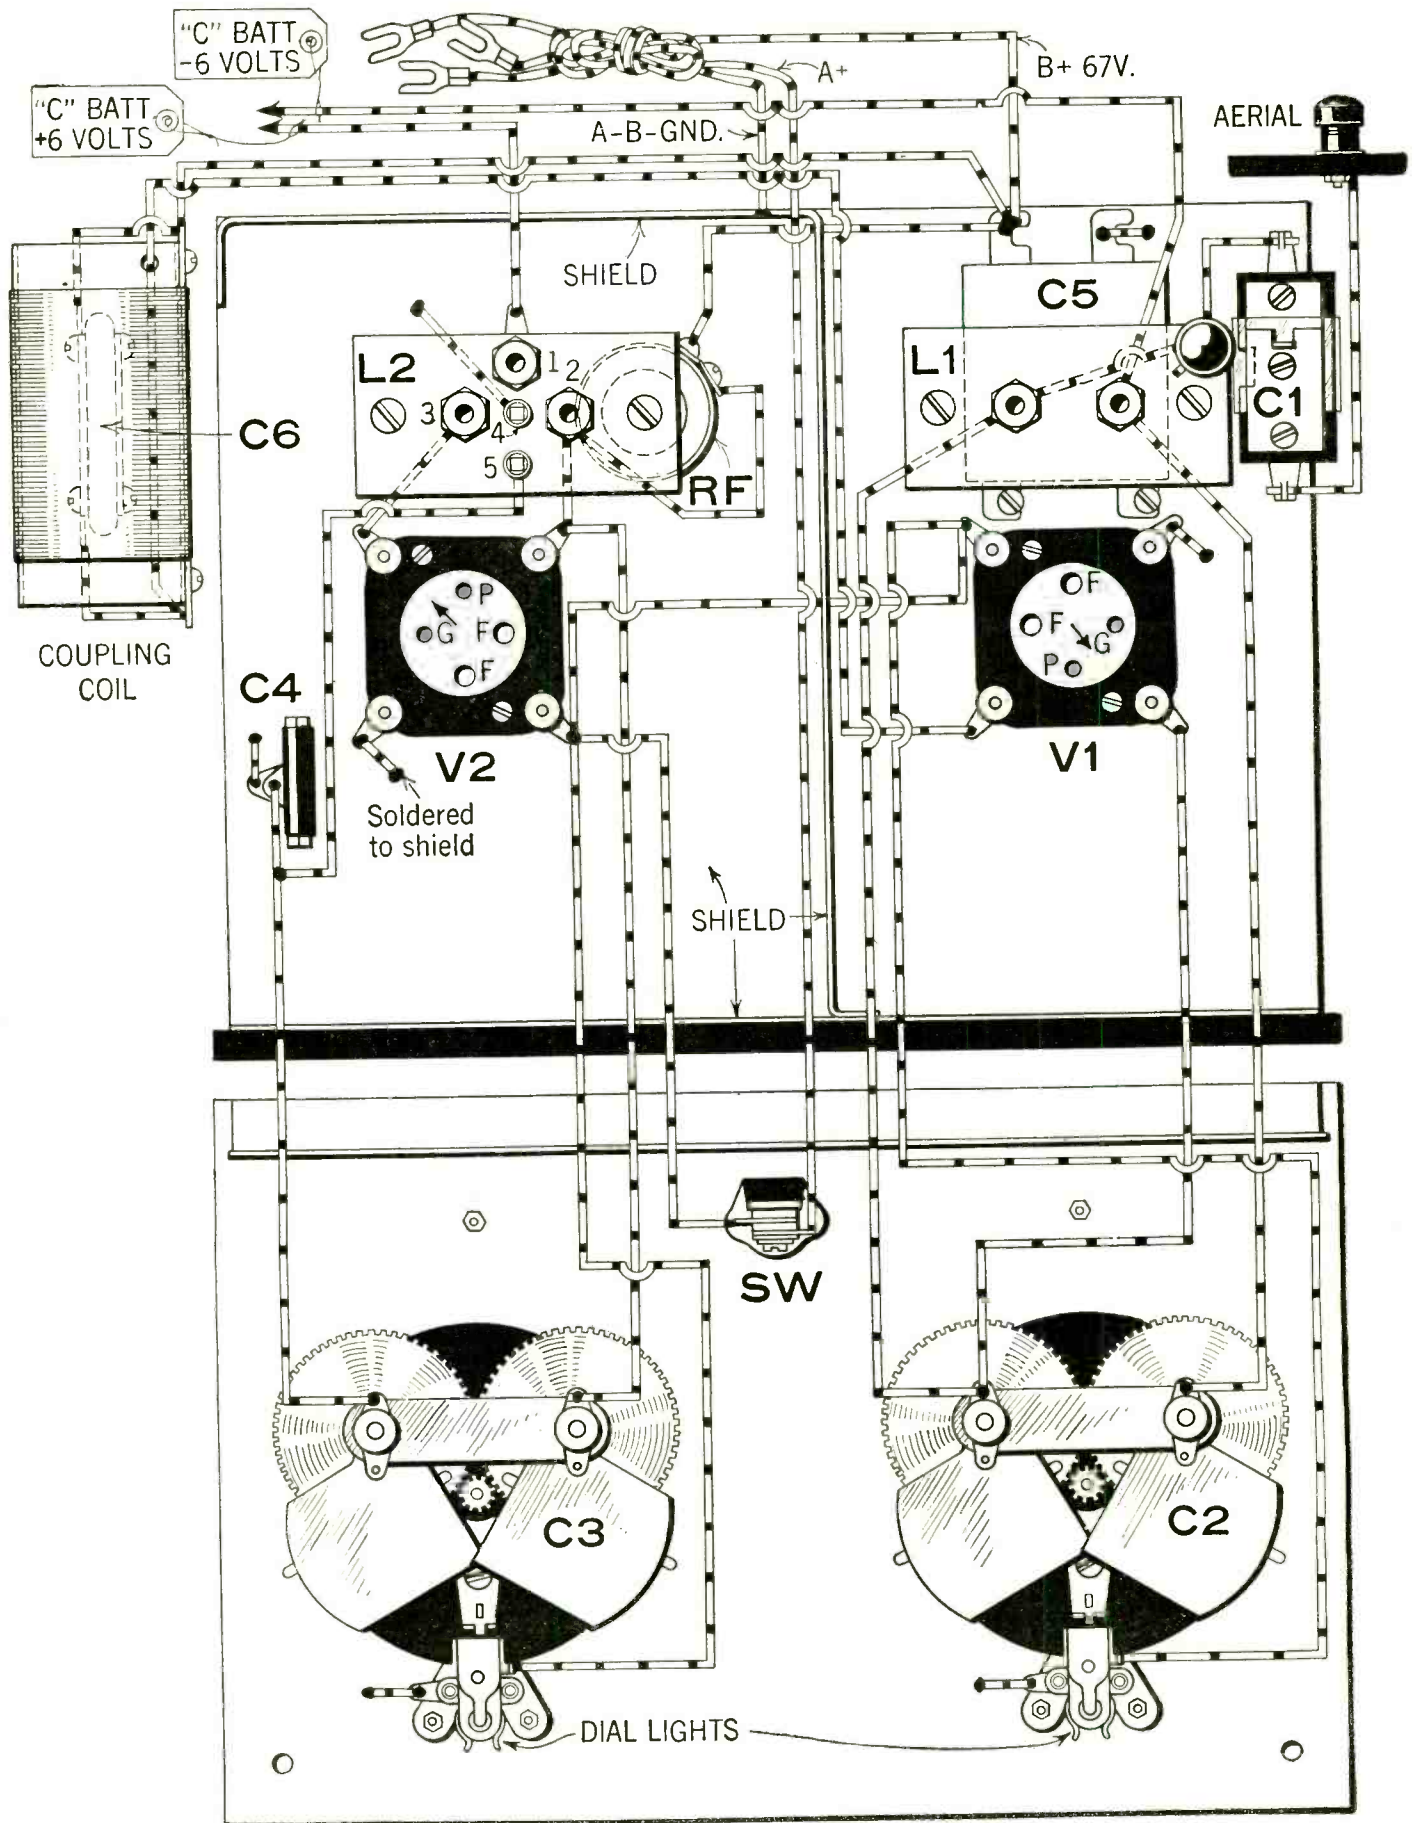 "C" BATT
-6 VOLTS
"C" BATT
+6 VOLTS
A+
B+ 67V.
A-B-GND.
AERIAL
SHIELD
C5
L2
1
2
3
4
5
RF
L1
C1
C6
P
G
F
F
F
F
G
P
COUPLING
COIL
C4
V2
V1
Soldered
to shield
SHIELD
SW
C3
C2
DIAL LIGHTS